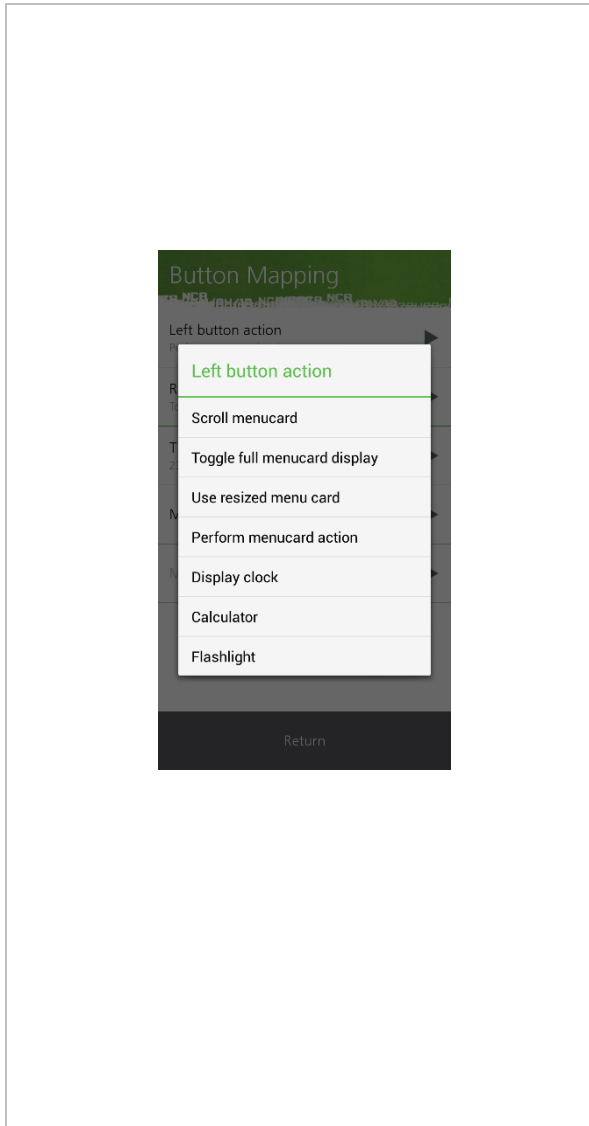 Button Mapping
Left button action
Left button action
Scroll menucard
Toggle full menucard display
Use resized menu card
Perform menucard action
Display clock
Calculator
Flashlight
Return